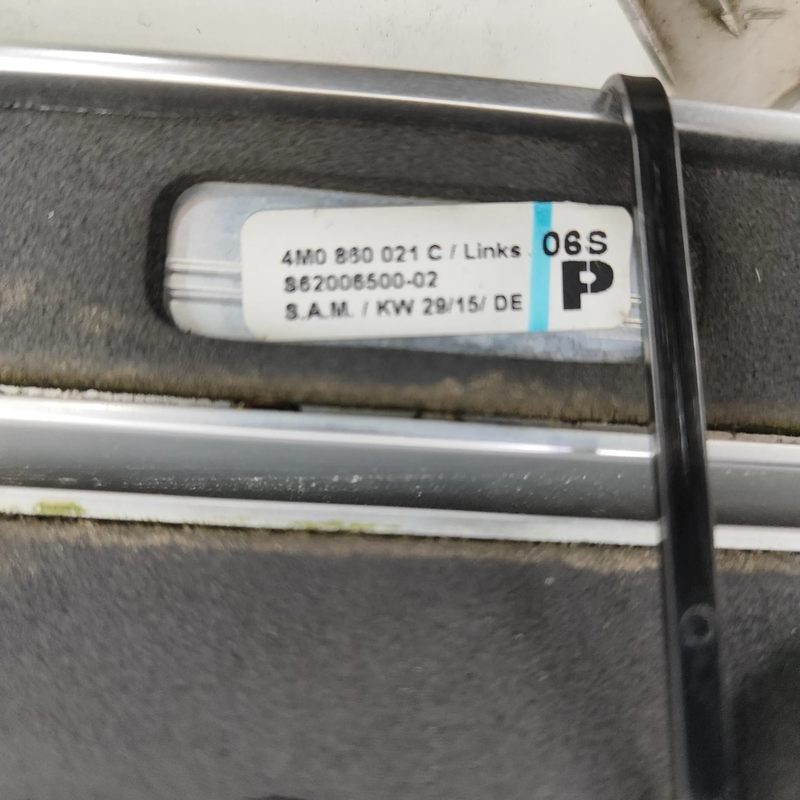 4M0 860 021 C / Links
S62006500-02
S.A.M. / KW 29/15/ DE
06S
P